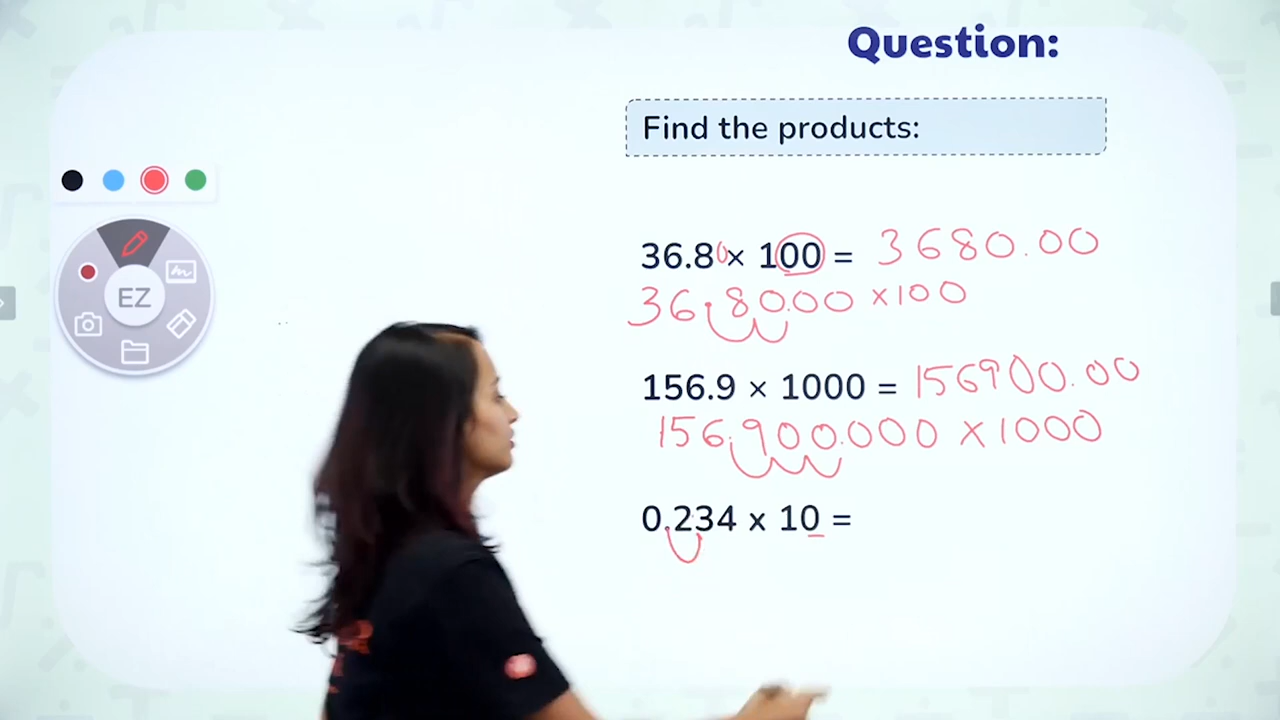 Question:
Find the products:
36.80 × 100 = 3680.00
36.80.00 ×100
156.9 × 1000 = 156900.00
156.900.000 ×1000
0.234 x 10 =
EZ